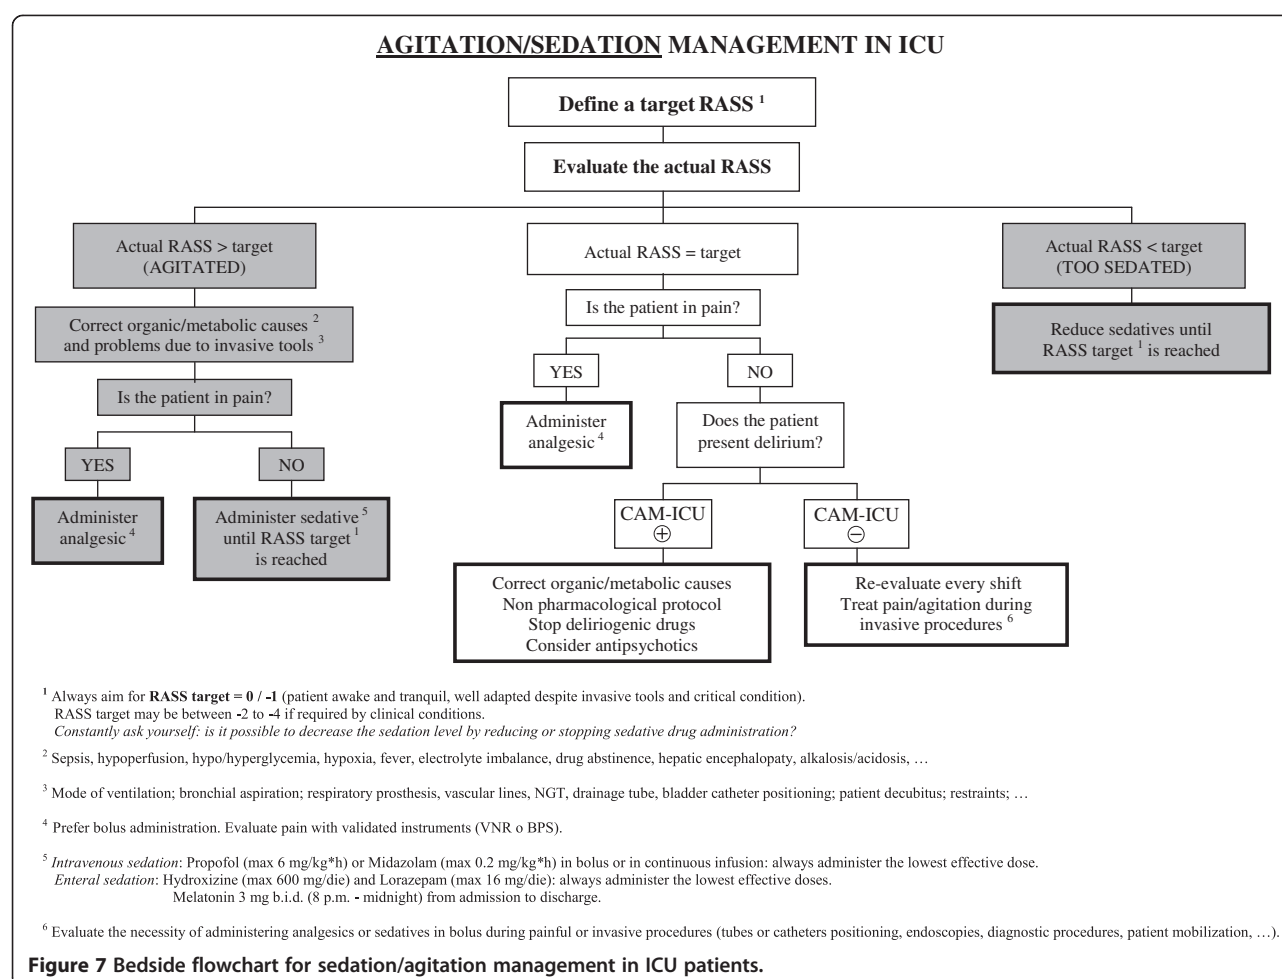 AGITATION/SEDATION MANAGEMENT IN ICU
Define a target RASS 1
Evaluate the actual RASS
Actual RASS > target
(AGITATED)
Correct organic/metabolic causes 2
and problems due to invasive tools 3
Is the patient in pain?
YES
Administer
analgesic 4
NO
Administer sedative 5
until RASS target 1
is reached
Actual RASS = target
Is the patient in pain?
YES
Administer
analgesic 4
NO
Does the patient
present delirium?
CAM-ICU
⊕
Correct organic/metabolic causes
Non pharmacological protocol
Stop deliriogenic drugs
Consider antipsychotics
CAM-ICU
⊖
Re-evaluate every shift
Treat pain/agitation during
invasive procedures 6
Actual RASS < target
(TOO SEDATED)
Reduce sedatives until
RASS target 1 is reached
1 Always aim for RASS target = 0 / -1 (patient awake and tranquil, well adapted despite invasive tools and critical condition).
RASS target may be between -2 to -4 if required by clinical conditions.
Constantly ask yourself: is it possible to decrease the sedation level by reducing or stopping sedative drug administration?
2 Sepsis, hypoperfusion, hypo/hyperglycemia, hypoxia, fever, electrolyte imbalance, drug abstinence, hepatic encephalopaty, alkalosis/acidosis, …
3 Mode of ventilation; bronchial aspiration; respiratory prosthesis, vascular lines, NGT, drainage tube, bladder catheter positioning; patient decubitus; restraints; …
4 Prefer bolus administration. Evaluate pain with validated instruments (VNR o BPS).
5 Intravenous sedation: Propofol (max 6 mg/kg*h) or Midazolam (max 0.2 mg/kg*h) in bolus or in continuous infusion: always administer the lowest effective dose.
Enteral sedation: Hydroxizine (max 600 mg/die) and Lorazepam (max 16 mg/die): always administer the lowest effective doses.
Melatonin 3 mg b.i.d. (8 p.m. - midnight) from admission to discharge.
6 Evaluate the necessity of administering analgesics or sedatives in bolus during painful or invasive procedures (tubes or catheters positioning, endoscopies, diagnostic procedures, patient mobilization, …).
Figure 7 Bedside flowchart for sedation/agitation management in ICU patients.